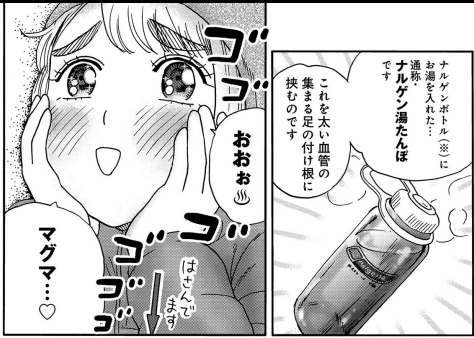 ナルゲンボトル(※)に
お湯を入れた…
通称・
ナルゲン湯たんぽ
です
これを太い血管の
集まる足の付け根に
挟むのです
ゴゴ
おおぉ♨
ゴゴゴ
はさんで
ます
マグマ…♡